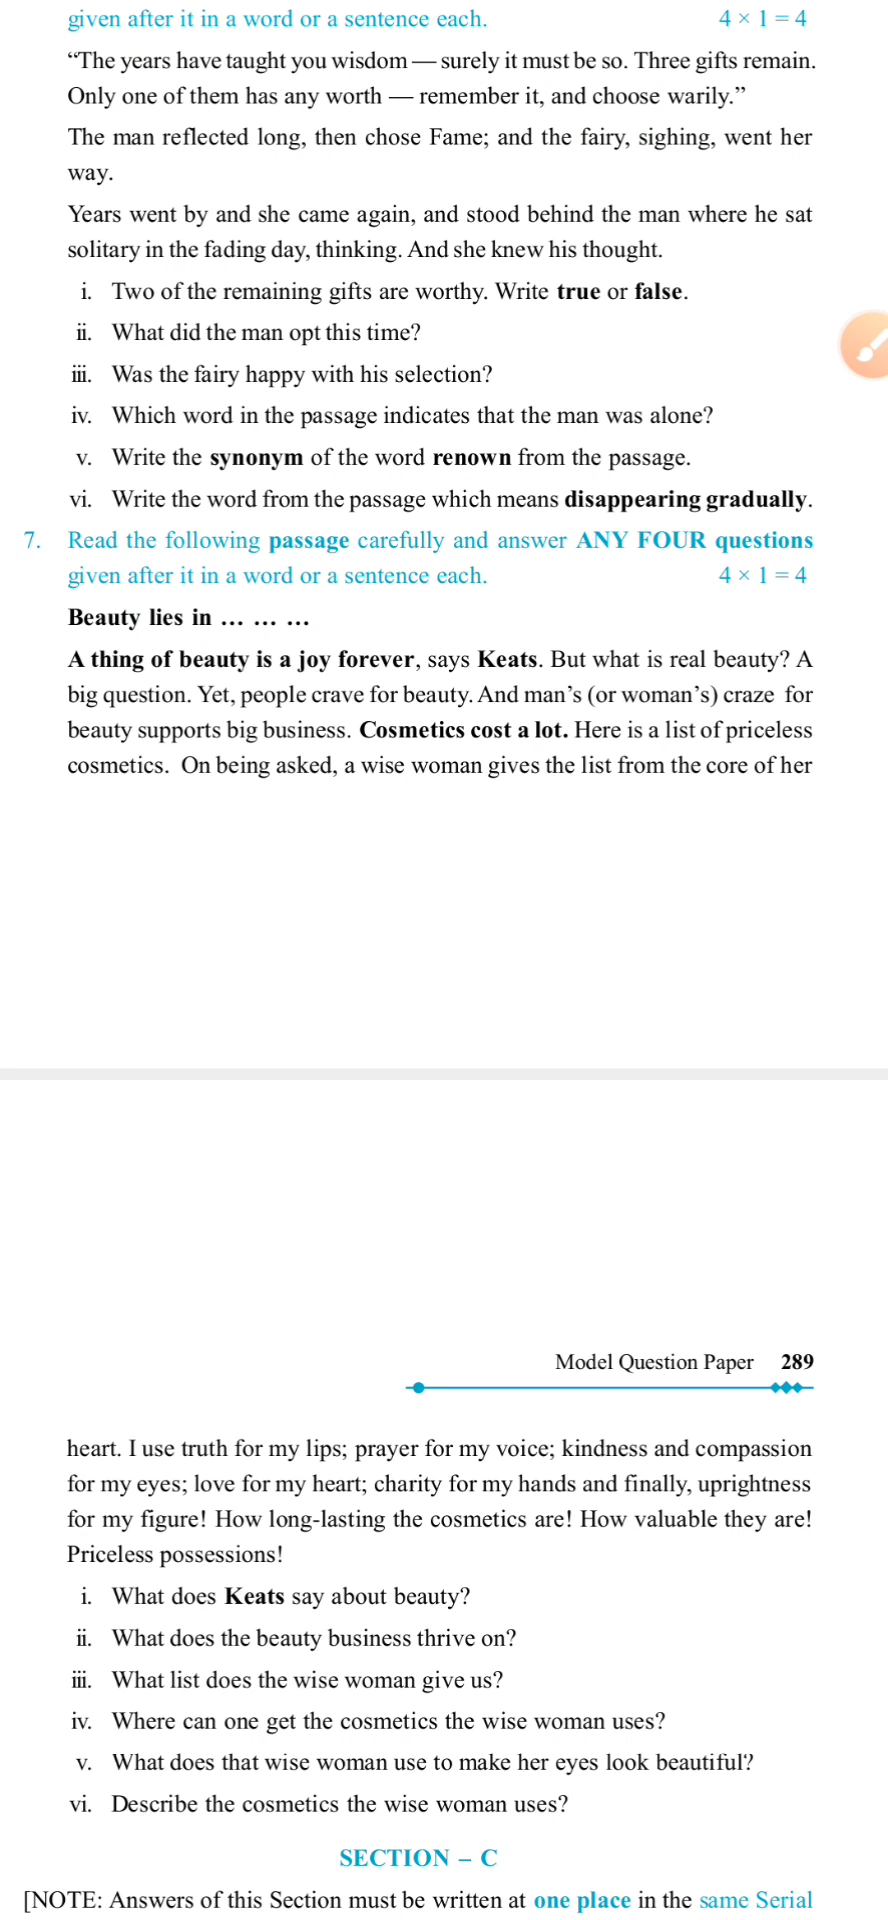 given after it in a word or a sentence each. 4 × 1 = 4
“The years have taught you wisdom — surely it must be so. Three gifts remain.
Only one of them has any worth — remember it, and choose warily.”
The man reflected long, then chose Fame; and the fairy, sighing, went her
way.
Years went by and she came again, and stood behind the man where he sat
solitary in the fading day, thinking. And she knew his thought.
i. Two of the remaining gifts are worthy. Write true or false.
ii. What did the man opt this time?
iii. Was the fairy happy with his selection?
iv. Which word in the passage indicates that the man was alone?
v. Write the synonym of the word renown from the passage.
vi. Write the word from the passage which means disappearing gradually.
7. Read the following passage carefully and answer ANY FOUR questions
given after it in a word or a sentence each. 4 × 1 = 4
Beauty lies in ... ... ...
A thing of beauty is a joy forever, says Keats. But what is real beauty? A
big question. Yet, people crave for beauty. And man’s (or woman’s) craze for
beauty supports big business. Cosmetics cost a lot. Here is a list of priceless
cosmetics. On being asked, a wise woman gives the list from the core of her
Model Question Paper 289
heart. I use truth for my lips; prayer for my voice; kindness and compassion
for my eyes; love for my heart; charity for my hands and finally, uprightness
for my figure! How long-lasting the cosmetics are! How valuable they are!
Priceless possessions!
i. What does Keats say about beauty?
ii. What does the beauty business thrive on?
iii. What list does the wise woman give us?
iv. Where can one get the cosmetics the wise woman uses?
v. What does that wise woman use to make her eyes look beautiful?
vi. Describe the cosmetics the wise woman uses?
SECTION – C
[NOTE: Answers of this Section must be written at one place in the same Serial